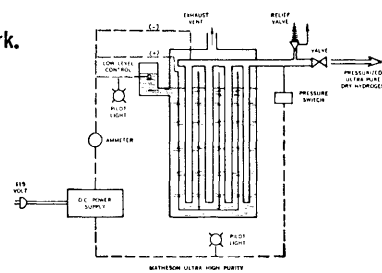 rk.
(-)
EXHAUST
VENT
RELIEF
VALVE
(+)
LOW LEVEL
CONTROL
VALVE
PRESSURIZED
ULTRA PURE
DRY HYDROGEN
PILOT
LIGHT
PRESSURE
SWITCH
AMMETER
115
VOLT
D.C. POWER
SUPPLY
PILOT
LIGHT
MATHESON ULTRA HIGH PURITY